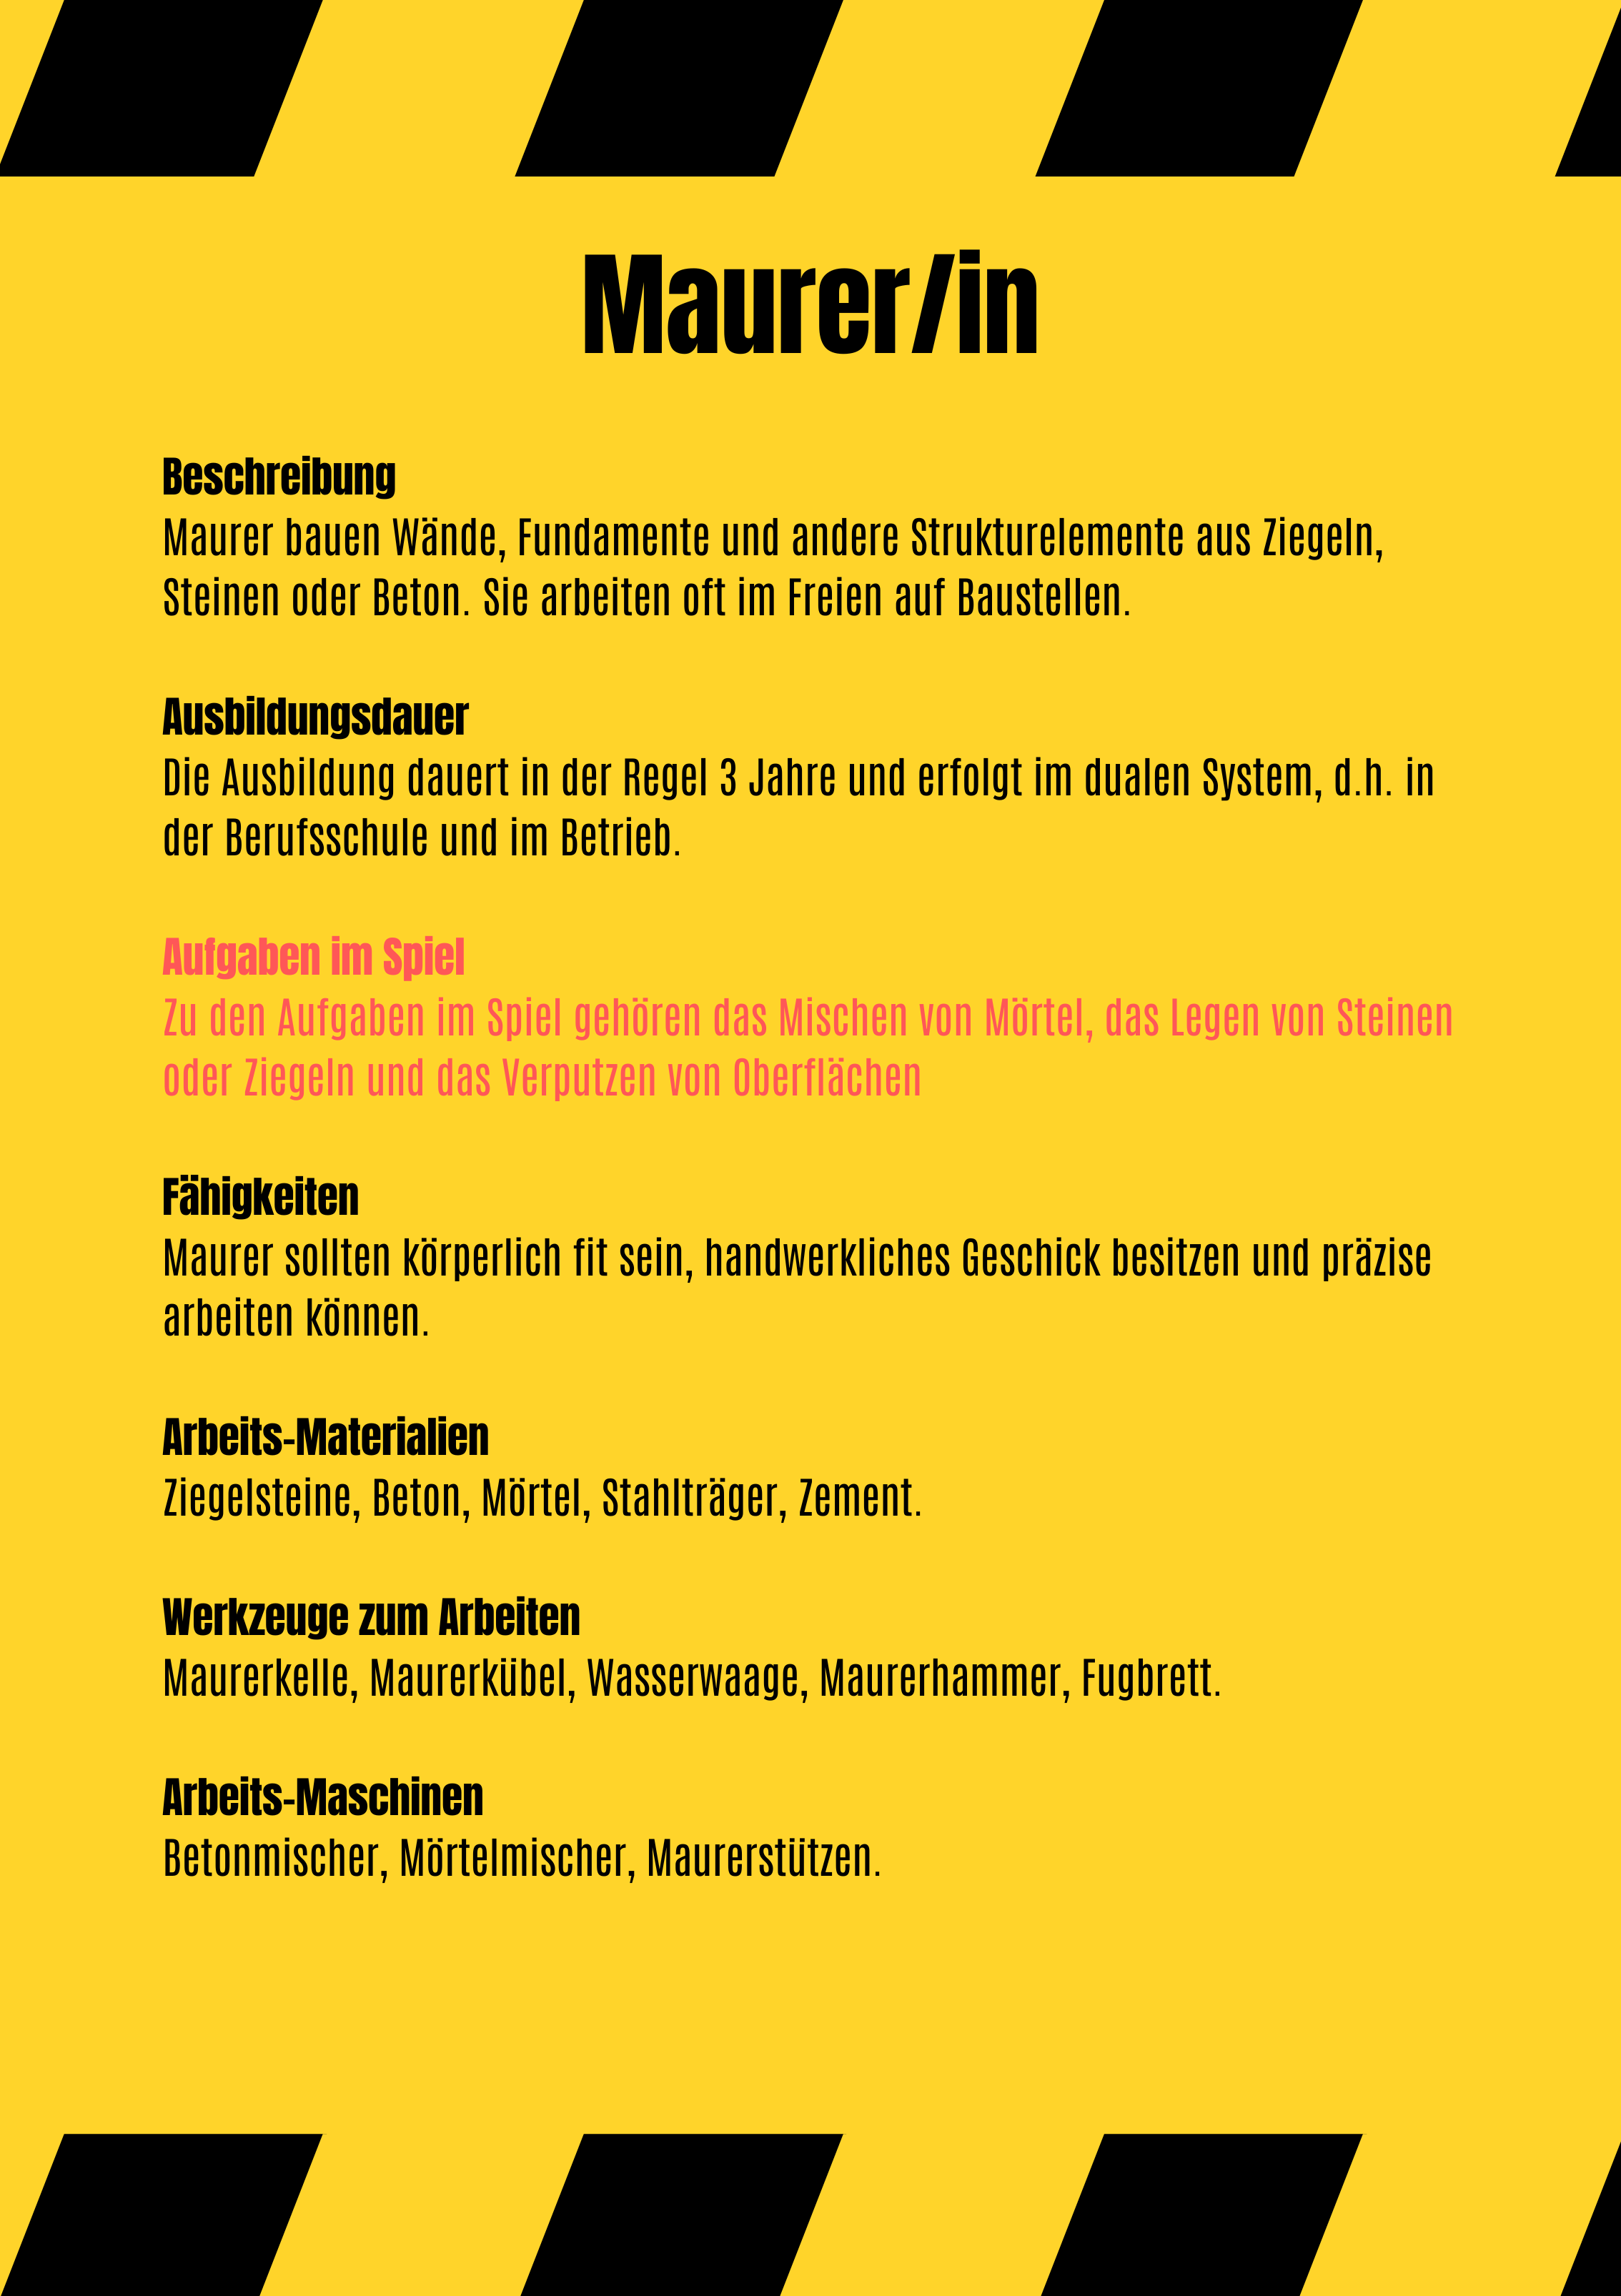 Maurer/in
Beschreibung
Maurer bauen Wände, Fundamente und andere Strukturelemente aus Ziegeln,
Steinen oder Beton. Sie arbeiten oft im Freien auf Baustellen.
Ausbildungsdauer
Die Ausbildung dauert in der Regel 3 Jahre und erfolgt im dualen System, d.h. in
der Berufsschule und im Betrieb.
Aufgaben im Spiel
Zu den Aufgaben im Spiel gehören das Mischen von Mörtel, das Legen von Steinen
oder Ziegeln und das Verputzen von Oberflächen
Fähigkeiten
Maurer sollten körperlich fit sein, handwerkliches Geschick besitzen und präzise
arbeiten können.
Arbeits-Materialien
Ziegelsteine, Beton, Mörtel, Stahlträger, Zement.
Werkzeuge zum Arbeiten
Maurerkelle, Maurerkübel, Wasserwaage, Maurerhammer, Fugbrett.
Arbeits-Maschinen
Betonmischer, Mörtelmischer, Maurerstützen.